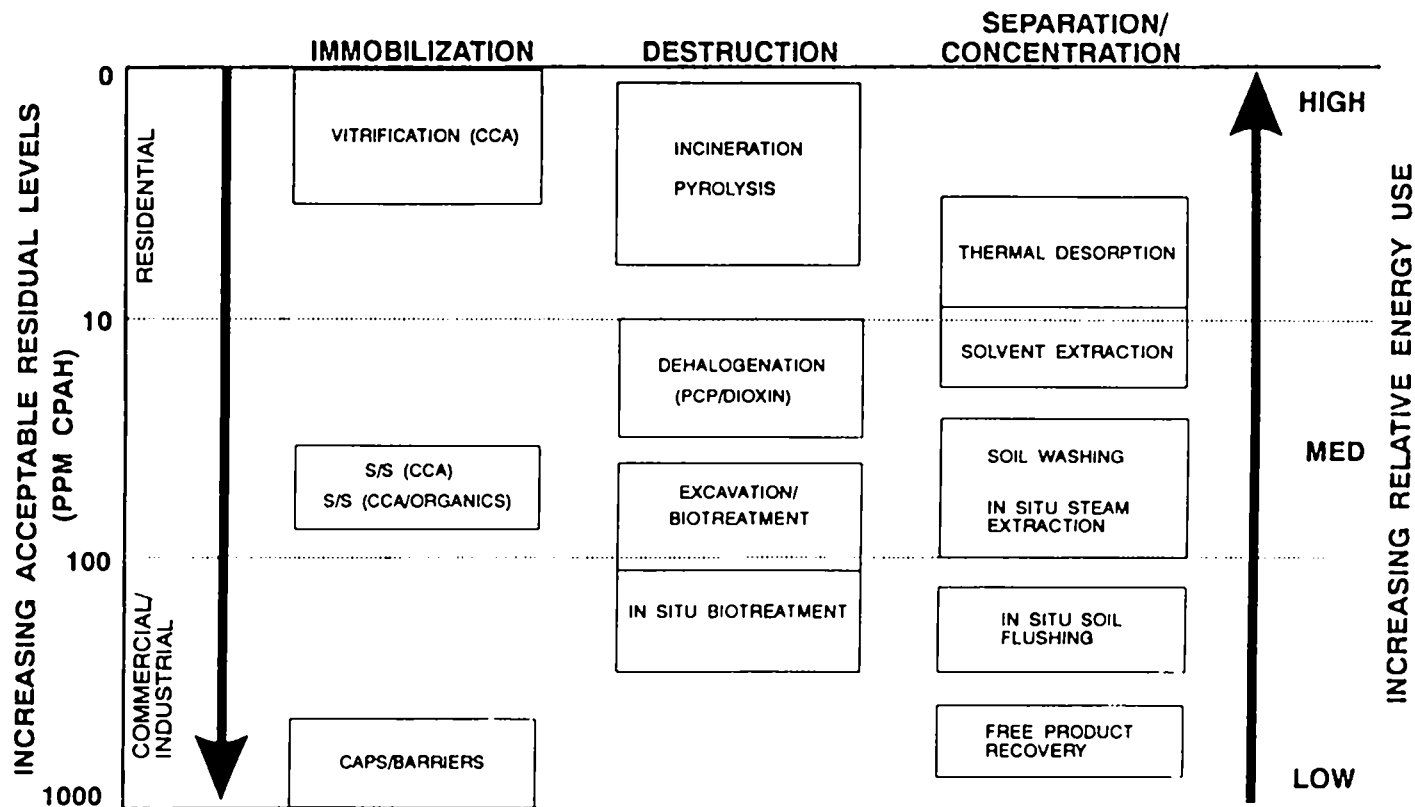 SEPARATION/
IMMOBILIZATION DESTRUCTION CONCENTRATION
INCREASING ACCEPTABLE RESIDUAL LEVELS
(PPM CPAH)
0
10
100
1000
RESIDENTIAL
COMMERCIAL/
INDUSTRIAL
VITRIFICATION (CCA)
S/S (CCA)
S/S (CCA/ORGANICS)
CAPS/BARRIERS
INCINERATION
PYROLYSIS
DEHALOGENATION
(PCP/DIOXIN)
EXCAVATION/
BIOTREATMENT
IN SITU BIOTREATMENT
THERMAL DESORPTION
SOLVENT EXTRACTION
SOIL WASHING
IN SITU STEAM
EXTRACTION
IN SITU SOIL
FLUSHING
FREE PRODUCT
RECOVERY
HIGH
MED
LOW
INCREASING RELATIVE ENERGY USE